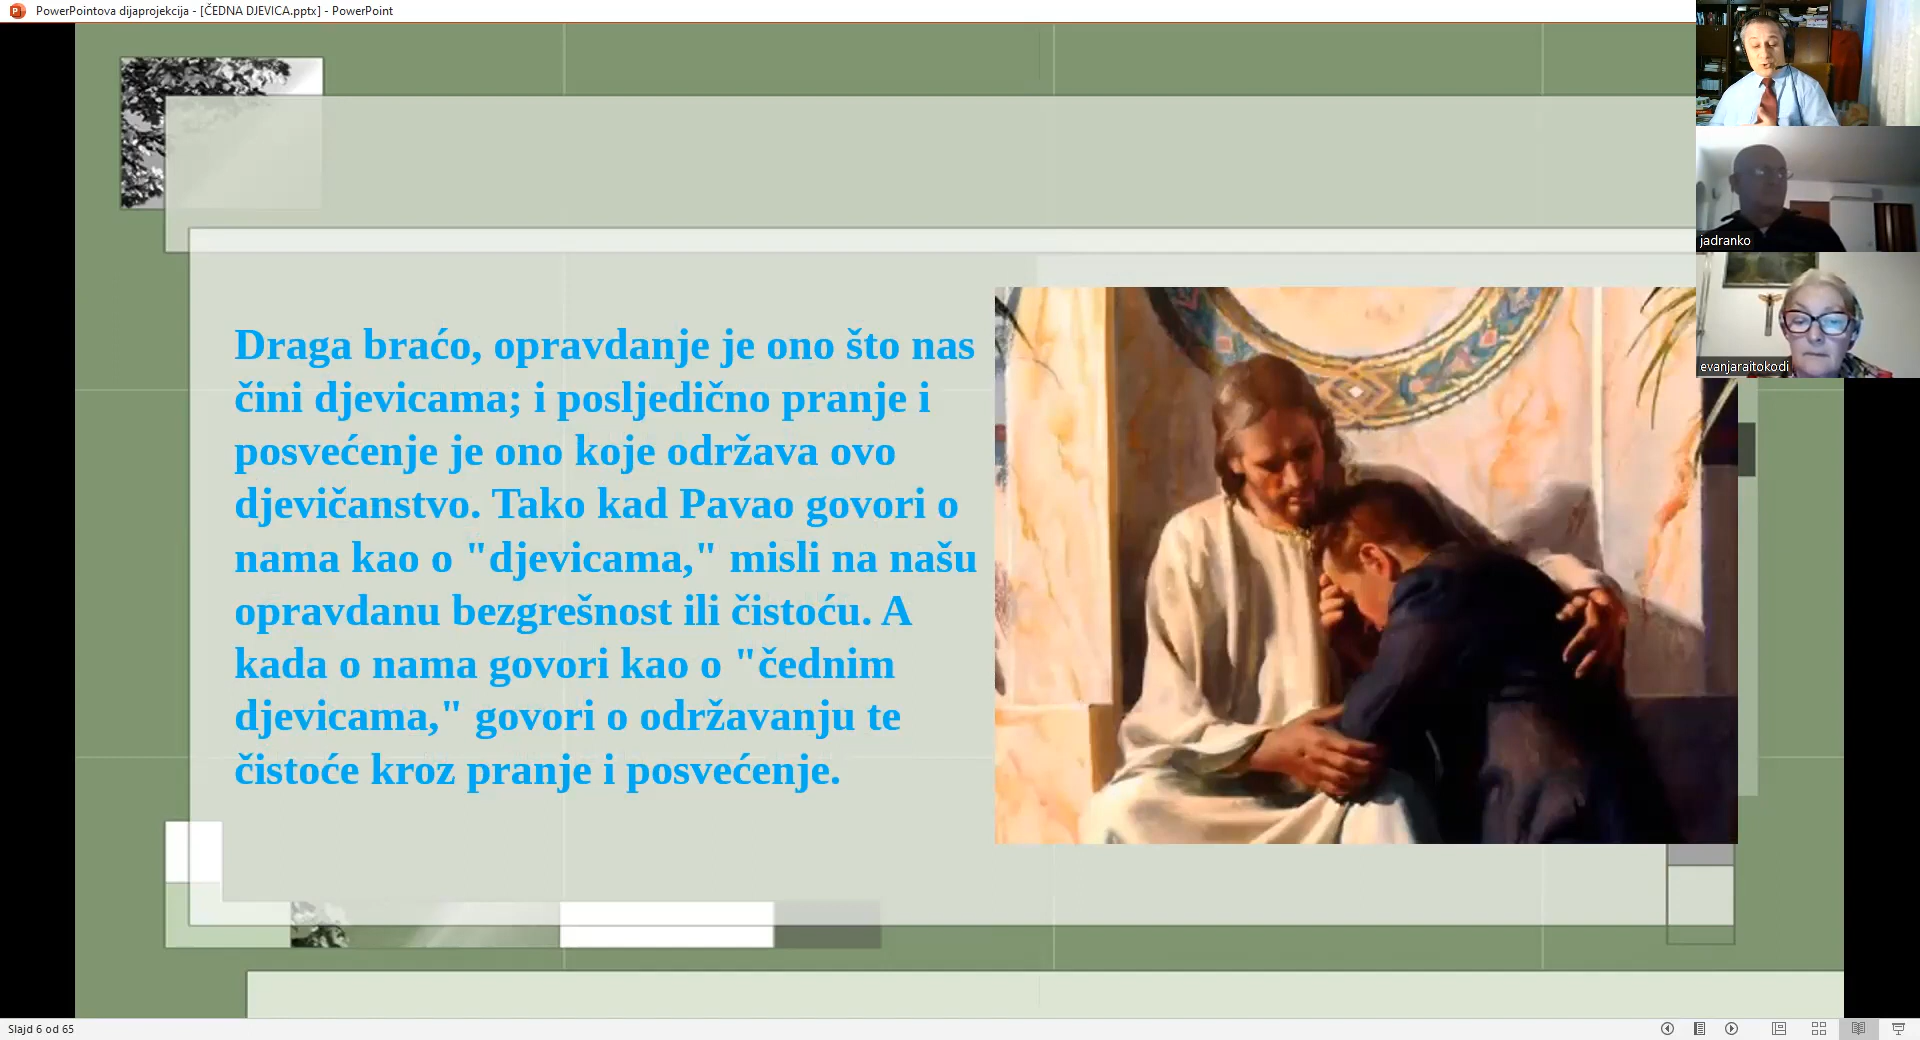 PowerPointova dijaprojekcija - [ČEDNA DJEVICA.pptx] - PowerPoint
jadranko
evanjaraitokodi
Draga braćo, opravdanje je ono što nas
čini djevicama; i posljedično pranje i
posvećenje je ono koje održava ovo
djevičanstvo. Tako kad Pavao govori o
nama kao o "djevicama," misli na našu
opravdanu bezgrešnost ili čistoću. A
kada o nama govori kao o "čednim
djevicama," govori o održavanju te
čistoće kroz pranje i posvećenje.
Slajd 6 od 65